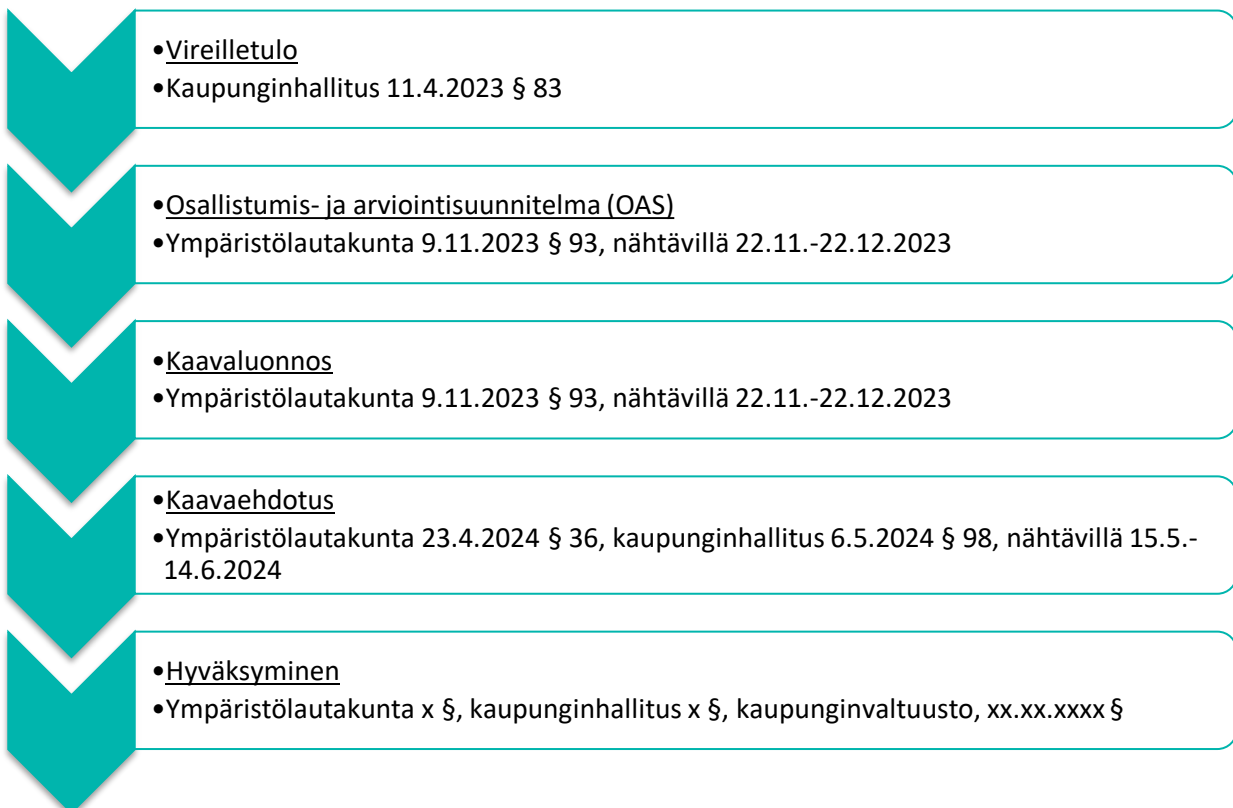 •Vireilletulo
•Kaupunginhallitus 11.4.2023 § 83
•Osallistumis- ja arviointisuunnitelma (OAS)
•Ympäristölautakunta 9.11.2023 § 93, nähtävillä 22.11.-22.12.2023
•Kaavaluonnos
•Ympäristölautakunta 9.11.2023 § 93, nähtävillä 22.11.-22.12.2023
•Kaavaehdotus
•Ympäristölautakunta 23.4.2024 § 36, kaupunginhallitus 6.5.2024 § 98, nähtävillä 15.5.-
14.6.2024
•Hyväksyminen
•Ympäristölautakunta x §, kaupunginhallitus x §, kaupunginvaltuusto, xx.xx.xxxx §